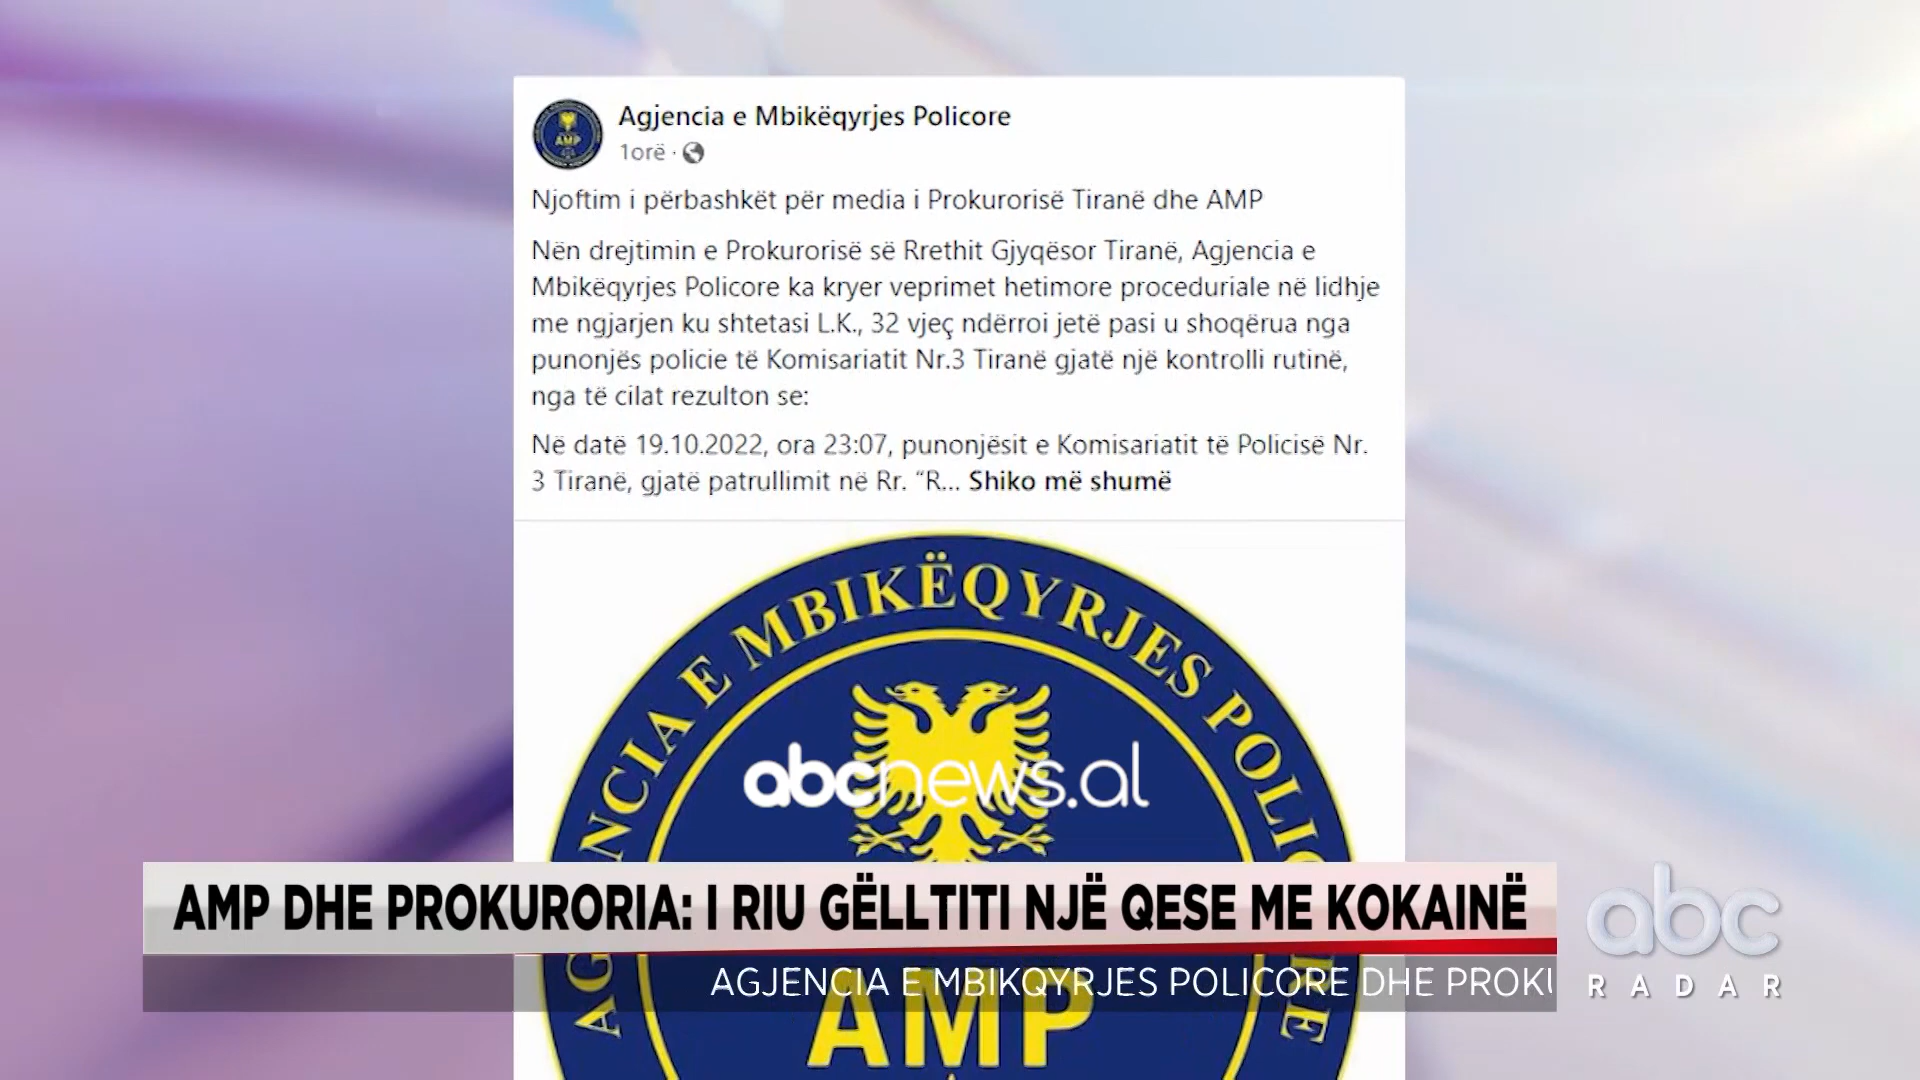 Agjencia e Mbikëqyrjes Policore
1orë ·
Njoftim i përbashkët për media i Prokurorisë Tiranë dhe AMP
Nën drejtimin e Prokurorisë së Rrethit Gjyqësor Tiranë, Agjencia e
Mbikëqyrjes Policore ka kryer veprimet hetimore proceduriale në lidhje
me ngjarjen ku shtetasi L.K., 32 vjeç ndërroi jetë pasi u shoqërua nga
punonjës policie të Komisariatit Nr.3 Tiranë gjatë një kontrolli rutinë,
nga të cilat rezulton se:
Në datë 19.10.2022, ora 23:07, punonjësit e Komisariatit të Policisë Nr.
3 Tiranë, gjatë patrullimit në Rr. “R... Shiko më shumë
AMP
AGJENCIA E MBIKËQYRJES POLICORE
abcnews.al
AMP DHE PROKURORIA: I RIU GËLLTITI NJË QESE ME KOKAINË
AGJENCIA E MBIKQYRJES POLICORE DHE PROKU
AMP
abc
RADAR